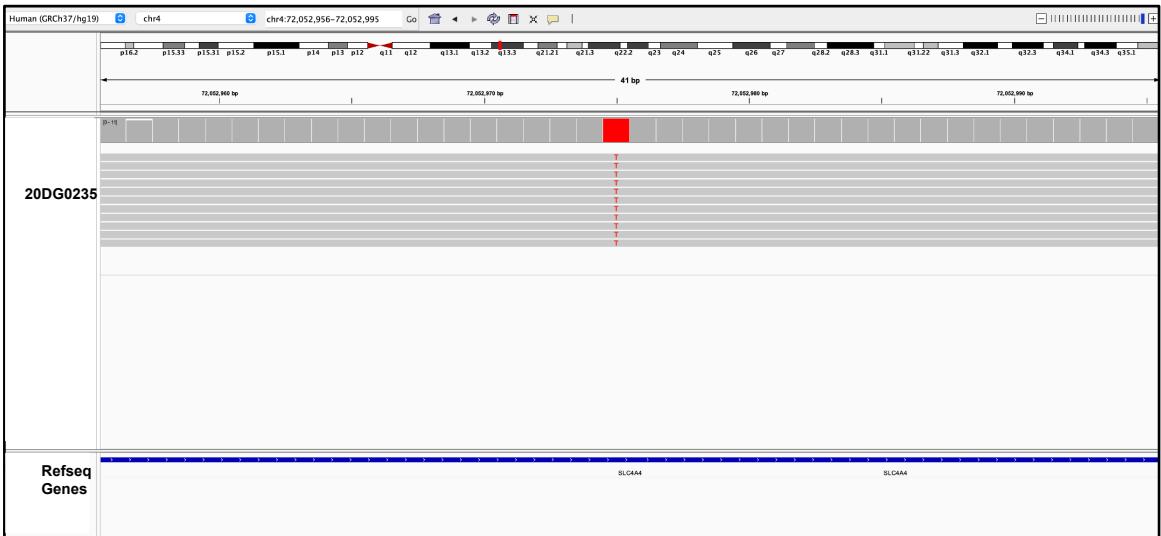 Human (GRCh37/hg19) chr4 chr4:72,052,956-72,052,995 Go
p16.2 p15.33 p15.31 p15.2 p15.1 p14 p13 p12 q11 q12 q13.1 q13.2 q13.3 q21.21 q21.3 q22.2 q23 q24 q25 q26 q27 q28.2 q28.3 q31.1 q31.22 q31.3 q32.1 q32.3 q34.1 q34.3 q35.1
41 bp
72,052,960 bp 72,052,970 bp 72,052,980 bp 72,052,990 bp
[0 - 11]
T
T
T
T
T
T
T
T
T
T
T
20DG0235
Refseq
Genes
SLC4A4 SLC4A4